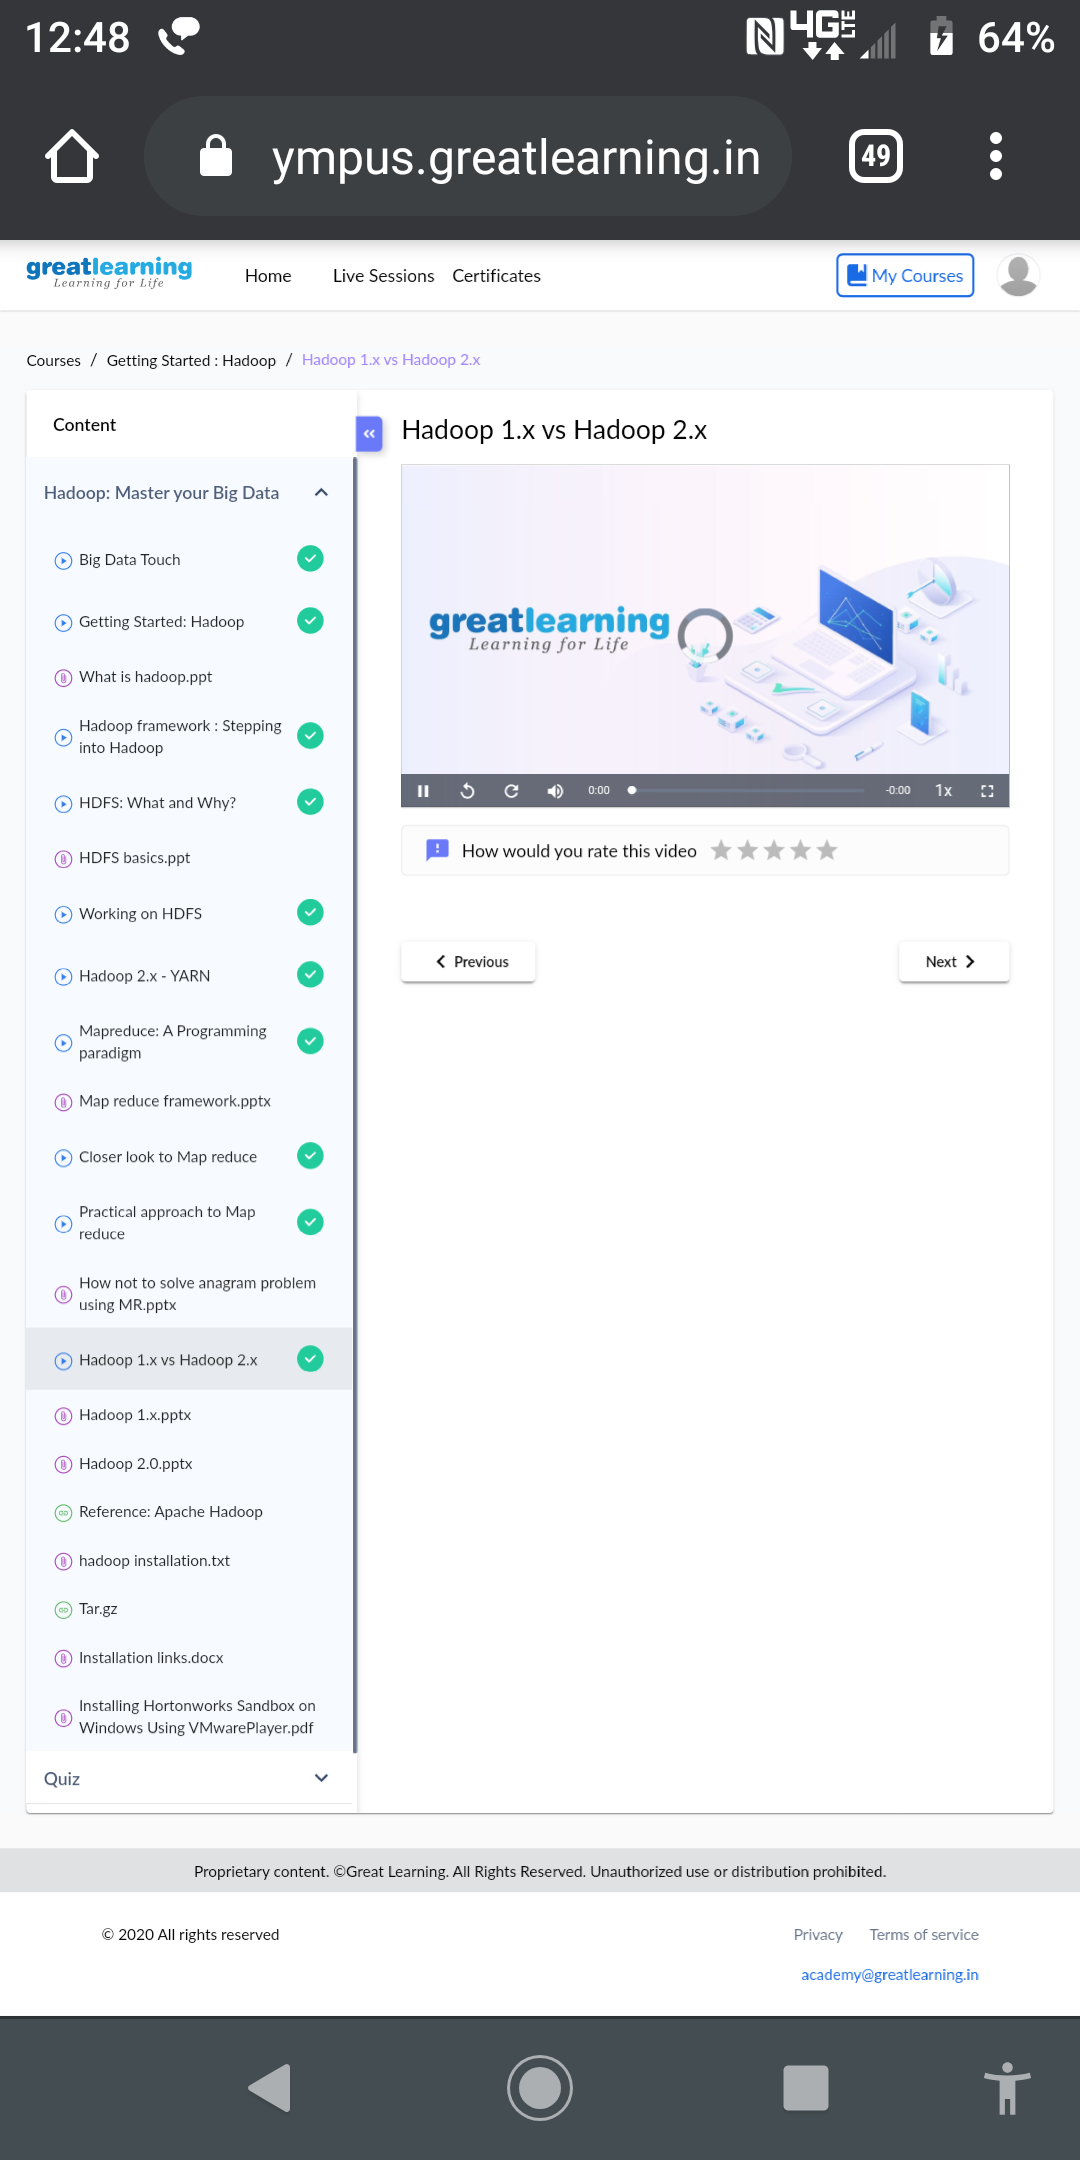 12:48
4G LTE
64%
ympus.greatlearning.in
49
greatlearning
Learning for Life
Home Live Sessions Certificates
My Courses
Courses / Getting Started : Hadoop / Hadoop 1.x vs Hadoop 2.x
Content
Hadoop: Master your Big Data
Big Data Touch
Getting Started: Hadoop
What is hadoop.ppt
Hadoop framework : Stepping
into Hadoop
HDFS: What and Why?
HDFS basics.ppt
Working on HDFS
Hadoop 2.x - YARN
Mapreduce: A Programming
paradigm
Map reduce framework.pptx
Closer look to Map reduce
Practical approach to Map
reduce
How not to solve anagram problem
using MR.pptx
Hadoop 1.x vs Hadoop 2.x
Hadoop 1.x.pptx
Hadoop 2.0.pptx
Reference: Apache Hadoop
hadoop installation.txt
Tar.gz
Installation links.docx
Installing Hortonworks Sandbox on
Windows Using VMwarePlayer.pdf
Quiz
Hadoop 1.x vs Hadoop 2.x
greatlearning
Learning for Life
0:00 -0:00 1x
How would you rate this video
Previous
Next
Proprietary content. ©Great Learning. All Rights Reserved. Unauthorized use or distribution prohibited.
© 2020 All rights reserved
Privacy Terms of service
academy@greatlearning.in